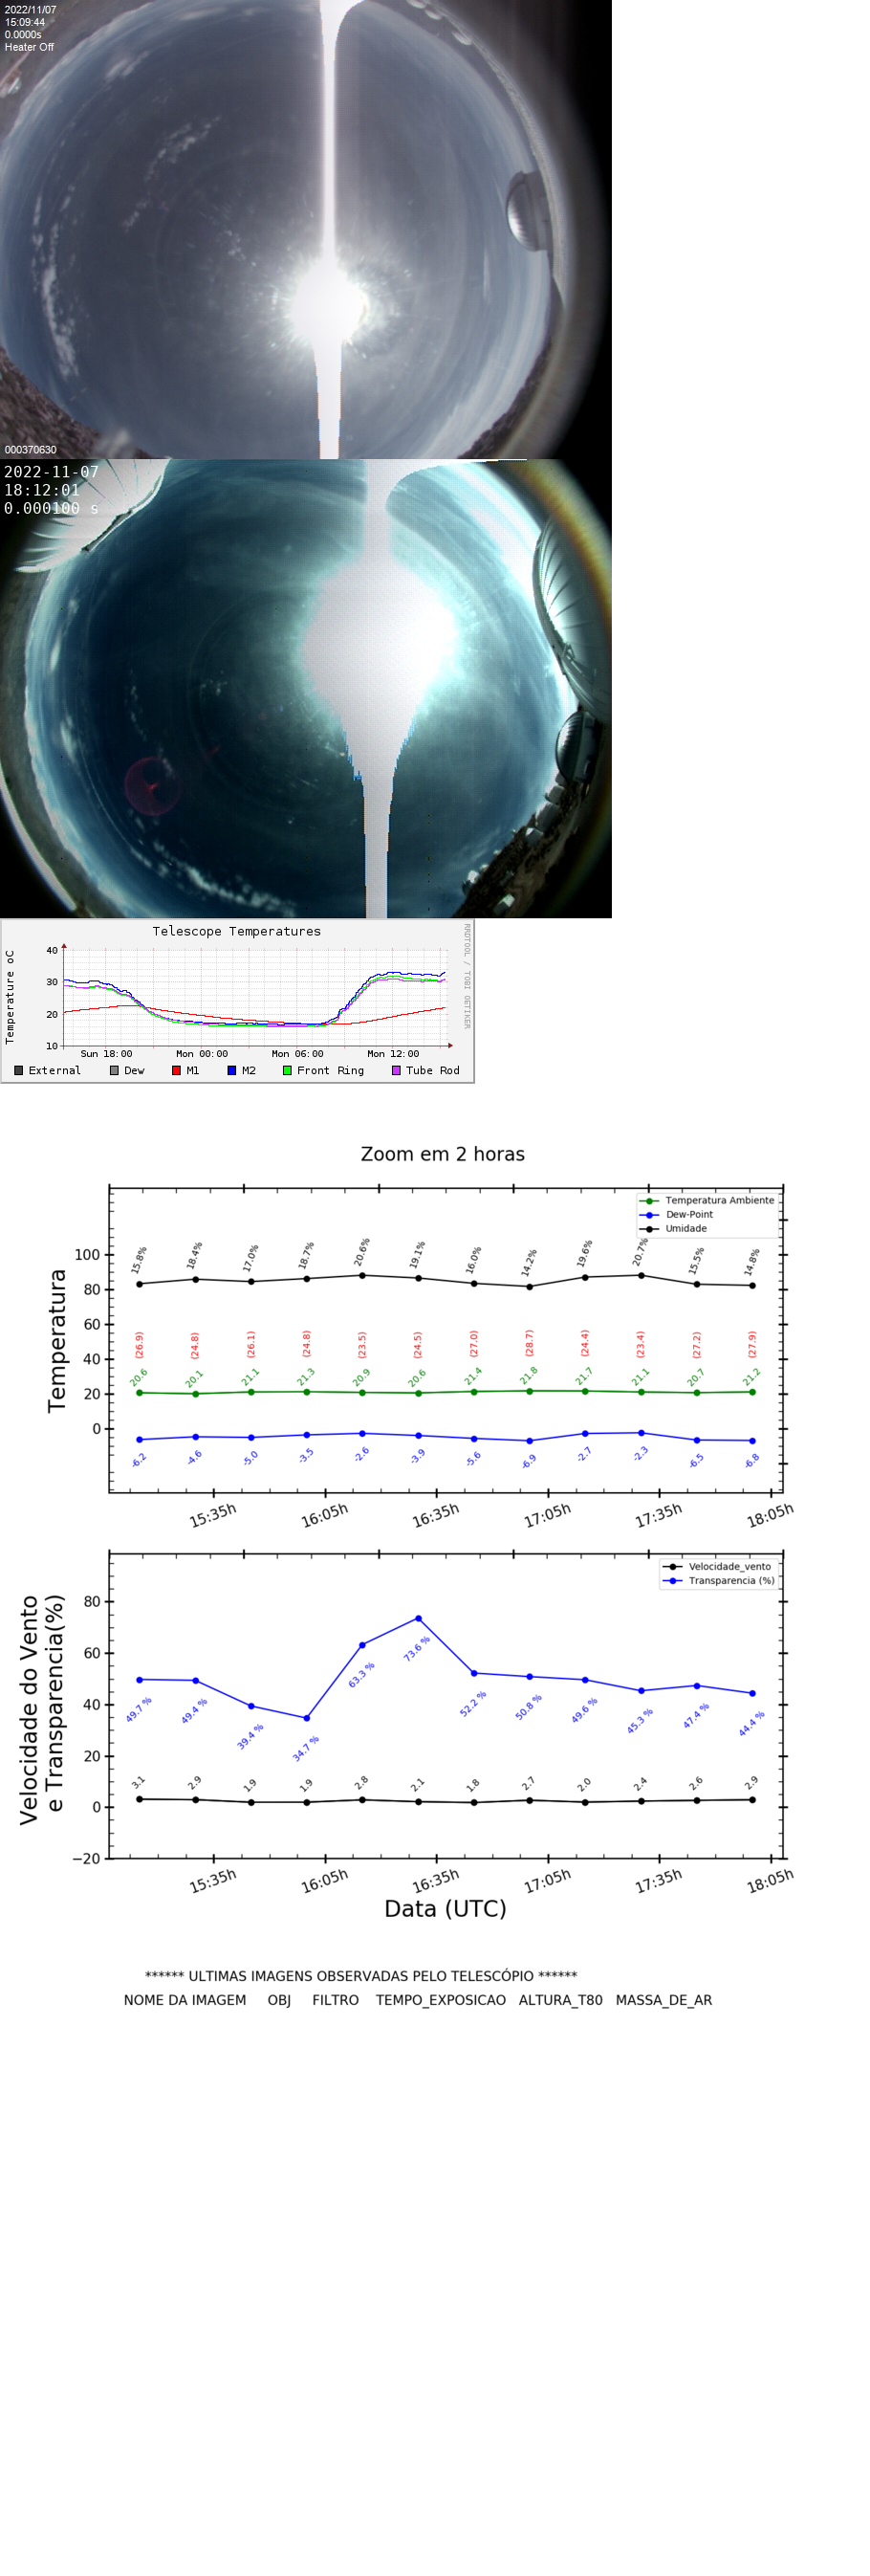 2022/11/07
15:09:44
0.0000s
Heater Off
000370630
2022-11-07
18:12:01
0.000100 s
Telescope Temperatures
RRDTOOL / TOBI OETIKER
Temperature oC
40
30
20
10
Sun 18:00 Mon 00:00 Mon 06:00 Mon 12:00
External Dew M1 M2 Front Ring Tube Rod
Zoom em 2 horas
Temperatura Ambiente
Dew-Point
Umidade
Temperatura
100
80
60
40
20
0
15.8% 18.4% 17.0% 18.7% 20.6% 19.1% 16.0% 14.2% 19.6% 20.7% 15.5% 14.8%
(26.9) (24.8) (26.1) (24.8) (23.5) (24.5) (27.0) (28.7) (24.4) (23.4) (27.2) (27.9)
20.6 20.1 21.1 21.3 20.9 20.6 21.4 21.8 21.7 21.1 20.7 21.2
-6.2 -4.6 -5.0 -3.5 -2.6 -3.9 -5.6 -6.9 -2.7 -2.3 -6.5 -6.8
15:35h 16:05h 16:35h 17:05h 17:35h 18:05h
Velocidade_vento
Transparencia (%)
Velocidade do Vento
e Transparencia(%)
80
60
40
20
0
−20
49.7 % 49.4 % 39.4 % 34.7 % 63.3 % 73.6 % 52.2 % 50.8 % 49.6 % 45.3 % 47.4 % 44.4 %
3.1 2.9 1.9 1.9 2.8 2.1 1.8 2.7 2.0 2.4 2.6 2.9
15:35h 16:05h 16:35h 17:05h 17:35h 18:05h
Data (UTC)
****** ULTIMAS IMAGENS OBSERVADAS PELO TELESCÓPIO ******
NOME DA IMAGEM OBJ FILTRO TEMPO_EXPOSICAO ALTURA_T80 MASSA_DE_AR